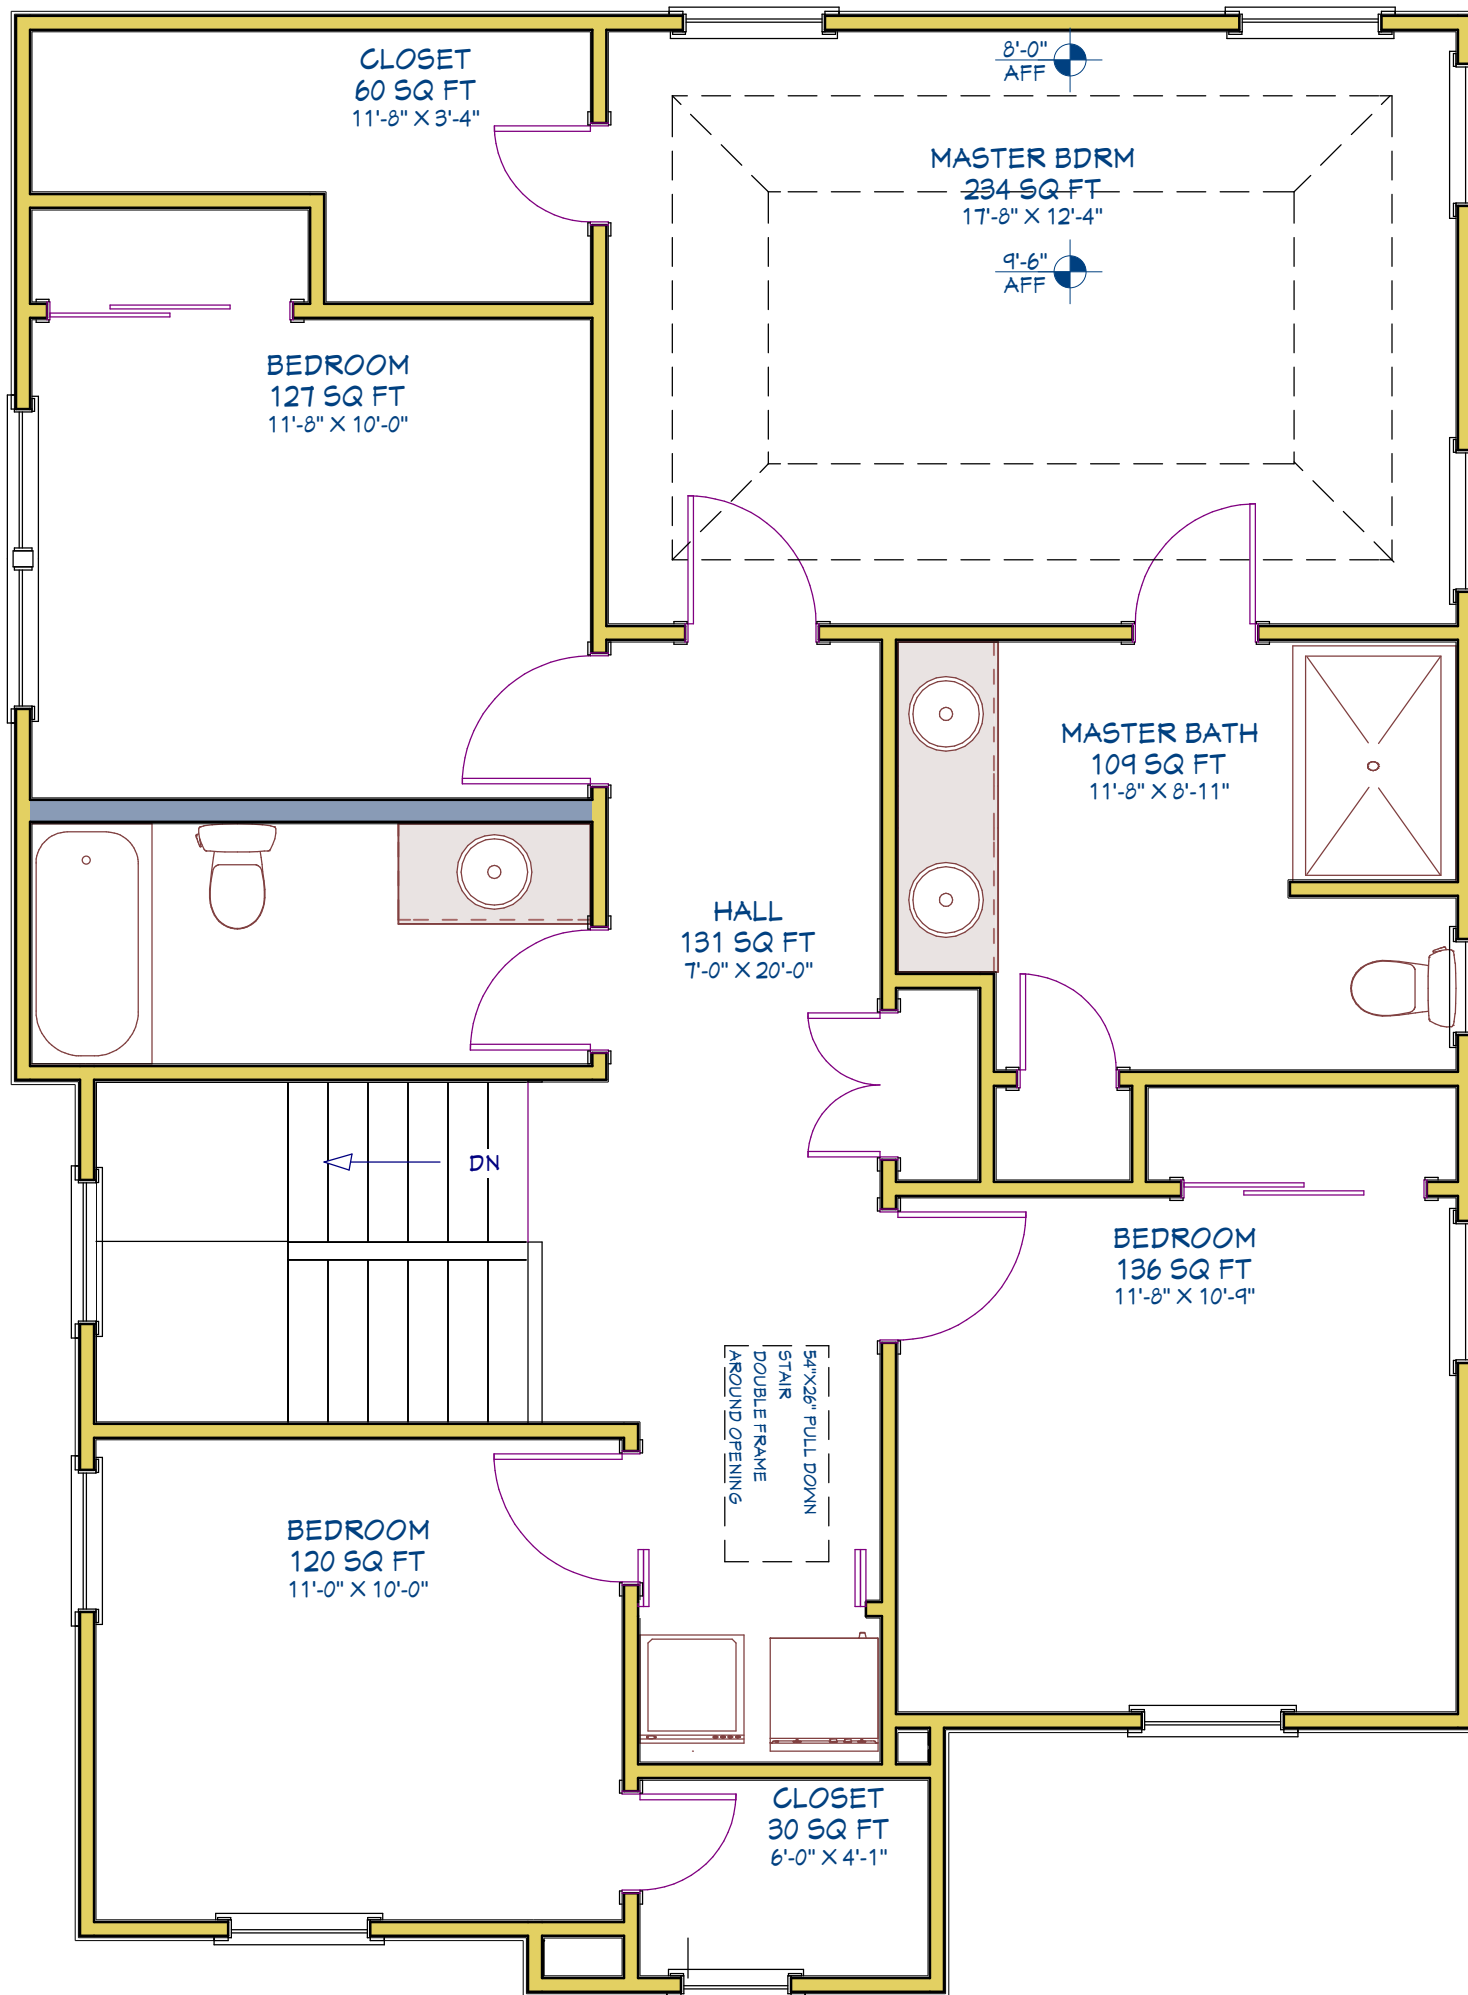 CLOSET
60 SQ FT
11'-8" X 3'-4"
8'-0"
AFF
MASTER BDRM
234 SQ FT
17'-8" X 12'-4"
9'-6"
AFF
BEDROOM
127 SQ FT
11'-8" X 10'-0"
MASTER BATH
109 SQ FT
11'-8" X 8'-11"
HALL
131 SQ FT
7'-0" X 20'-0"
DN
BEDROOM
136 SQ FT
11'-8" X 10'-9"
54"X26" PULL DOWN
STAIR
DOUBLE FRAME
AROUND OPENING
BEDROOM
120 SQ FT
11'-0" X 10'-0"
CLOSET
30 SQ FT
6'-0" X 4'-1"